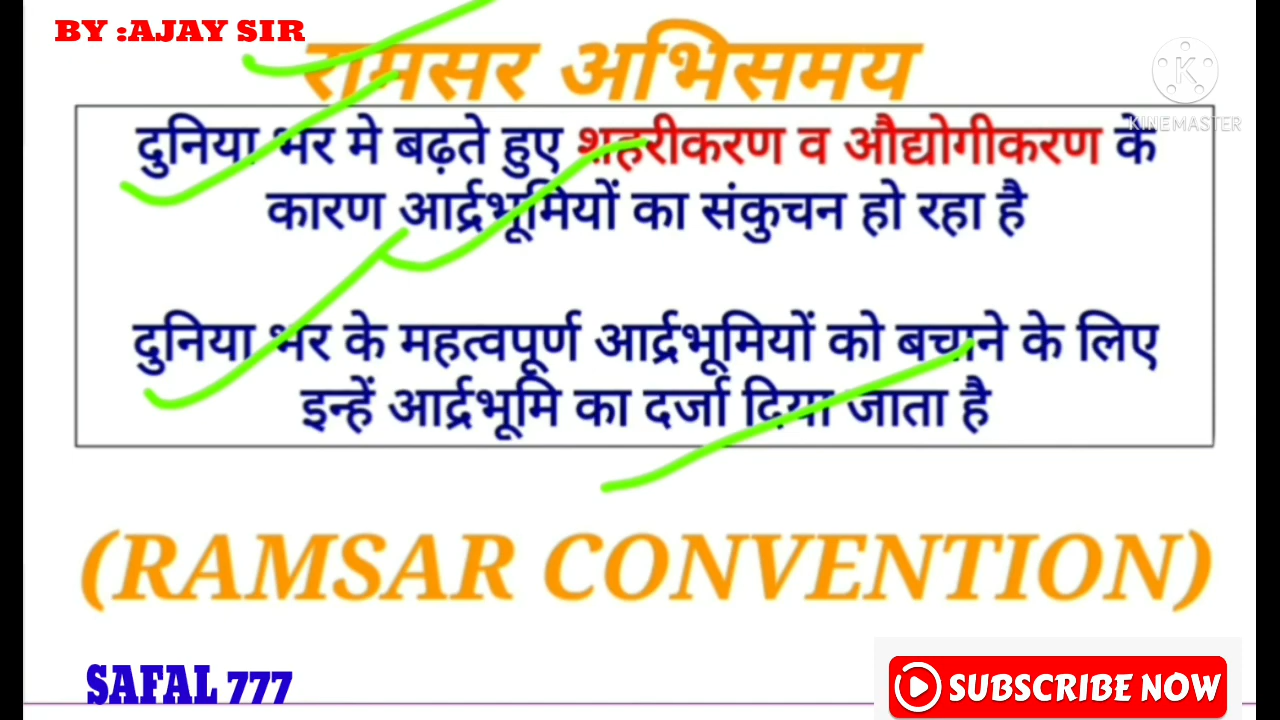 BY :AJAY SIR
रामसर अभिसमय
KINEMASTER
दुनिया भर मे बढ़ते हुए शहरीकरण व औद्योगीकरण के
कारण आर्द्रभूमियों का संकुचन हो रहा है
दुनिया भर के महत्वपूर्ण आर्द्रभूमियों को बचाने के लिए
इन्हें आर्द्रभूमि का दर्जा दिया जाता है
(RAMSAR CONVENTION)
SAFAL 777
SUBSCRIBE NOW